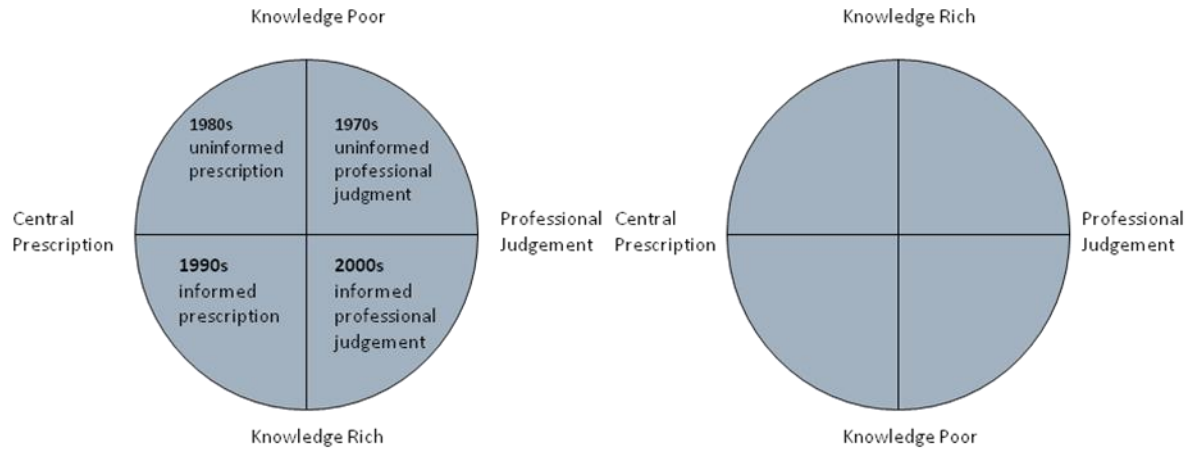 Knowledge Poor
1980s
uninformed
prescription
1970s
uninformed
professional
judgment
Central
Prescription
Professional
Judgement
1990s
informed
prescription
2000s
informed
professional
judgement
Knowledge Rich
Knowledge Rich
Central
Prescription
Professional
Judgement
Knowledge Poor